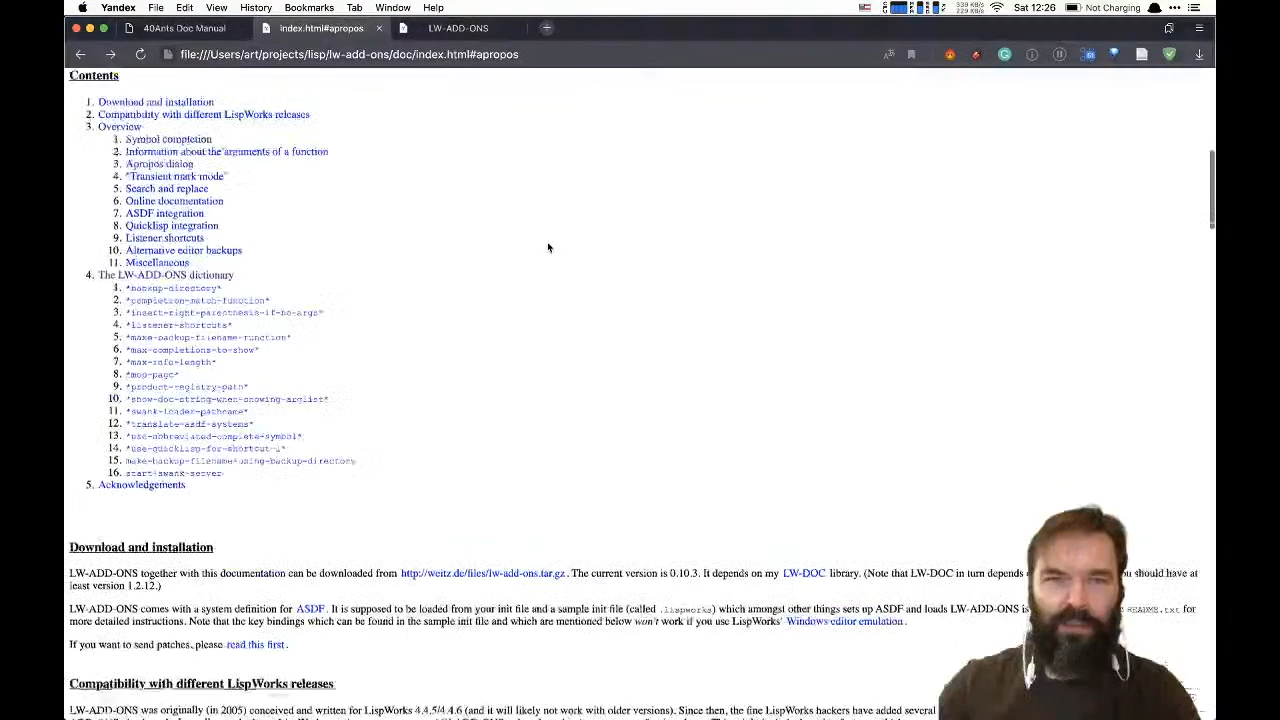 Yandex File Edit View History Bookmarks Tab Window Help Sat 12:26 Not Charging
40Ants Doc Manual index.html#apropos LW-ADD-ONS
file:///Users/art/projects/lisp/lw-add-ons/doc/index.html#apropos
Contents
1. Download and installation
2. Compatibility with different LispWorks releases
3. Overview
1. Symbol completion
2. Information about the arguments of a function
3. Apropos dialog
4. "Transient mark mode"
5. Search and replace
6. Online documentation
7. ASDF integration
8. Quicklisp integration
9. Listener shortcuts
10. Alternative editor backups
11. Miscellaneous
4. The LW-ADD-ONS dictionary
1. *backup-directory*
2. *completion-match-function*
3. *insert-right-parenthesis-if-no-args*
4. *listener-shortcuts*
5. *make-backup-filename-function*
6. *max-completions-to-show*
7. *max-info-length*
8. *mop-page*
9. *product-registry-path*
10. *show-doc-string-when-showing-arglist*
11. *swank-loader-pathname*
12. *translate-asdf-systems*
13. *use-abbreviated-complete-symbol*
14. *use-quicklisp-for-shortcut-l*
15. make-backup-filename-using-backup-directory
16. start-swank-server
5. Acknowledgements
Download and installation
LW-ADD-ONS together with this documentation can be downloaded from http://weitz.de/files/lw-add-ons.tar.gz. The current version is 0.10.3. It depends on my LW-DOC library. (Note that LW-DOC in turn depends you should have at
least version 1.2.12.)
LW-ADD-ONS comes with a system definition for ASDF. It is supposed to be loaded from your init file and a sample init file (called .lispworks) which amongst other things sets up ASDF and loads LW-ADD-ONS is README.txt for
more detailed instructions. Note that the key bindings which can be found in the sample init file and which are mentioned below won't work if you use LispWorks' Windows editor emulation.
If you want to send patches, please read this first.
Compatibility with different LispWorks releases
LW-ADD-ONS was originally (in 2005) conceived and written for LispWorks 4.4.5/4.4.6 (and it will likely not work with older versions). Since then, the fine LispWorks hackers have added several